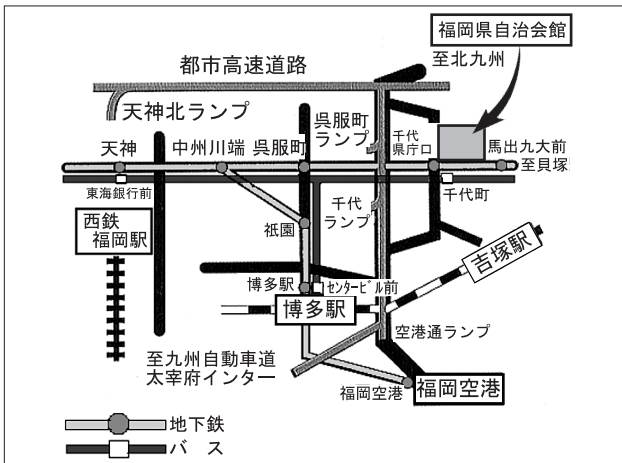 福岡県自治会館
至北九州
都市高速道路
天神北ランプ
呉服町
ランプ
千代
県庁口
天神
中州川端
呉服町
馬出九大前
至貝塚
東海銀行前
千代町
千代
ランプ
西鉄
福岡駅
祇園
吉塚駅
博多駅
センタービル前
博多駅
空港通ランプ
至九州自動車道
太宰府インター
福岡空港
福岡空港
地下鉄
バス